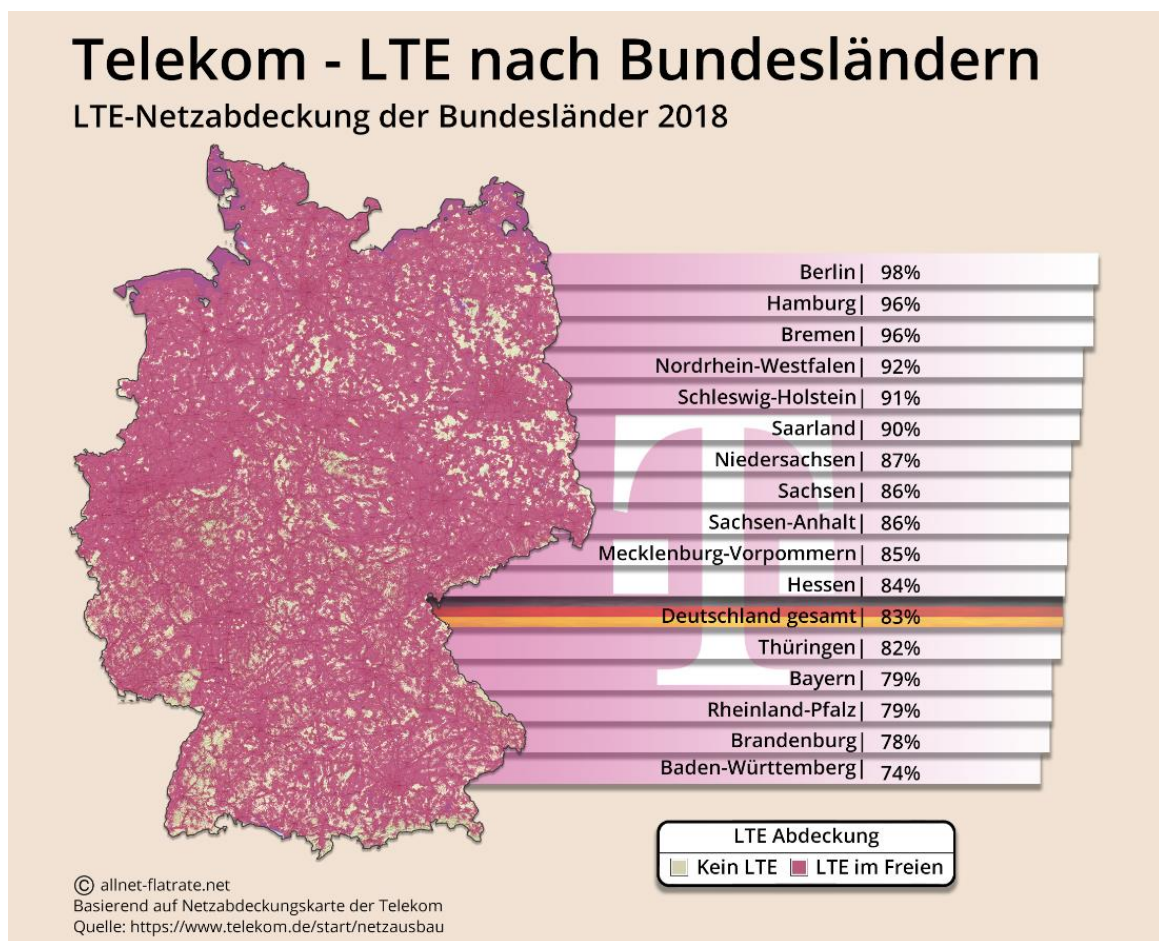 Telekom - LTE nach Bundesländern
LTE-Netzabdeckung der Bundesländer 2018
Berlin| 98%
Hamburg| 96%
Bremen| 96%
Nordrhein-Westfalen| 92%
Schleswig-Holstein| 91%
Saarland| 90%
Niedersachsen| 87%
Sachsen| 86%
Sachsen-Anhalt| 86%
Mecklenburg-Vorpommern| 85%
Hessen| 84%
Deutschland gesamt| 83%
Thüringen| 82%
Bayern| 79%
Rheinland-Pfalz| 79%
Brandenburg| 78%
Baden-Württemberg| 74%
T
LTE Abdeckung
Kein LTE LTE im Freien
© allnet-flatrate.net
Basierend auf Netzabdeckungskarte der Telekom
Quelle: https://www.telekom.de/start/netzausbau